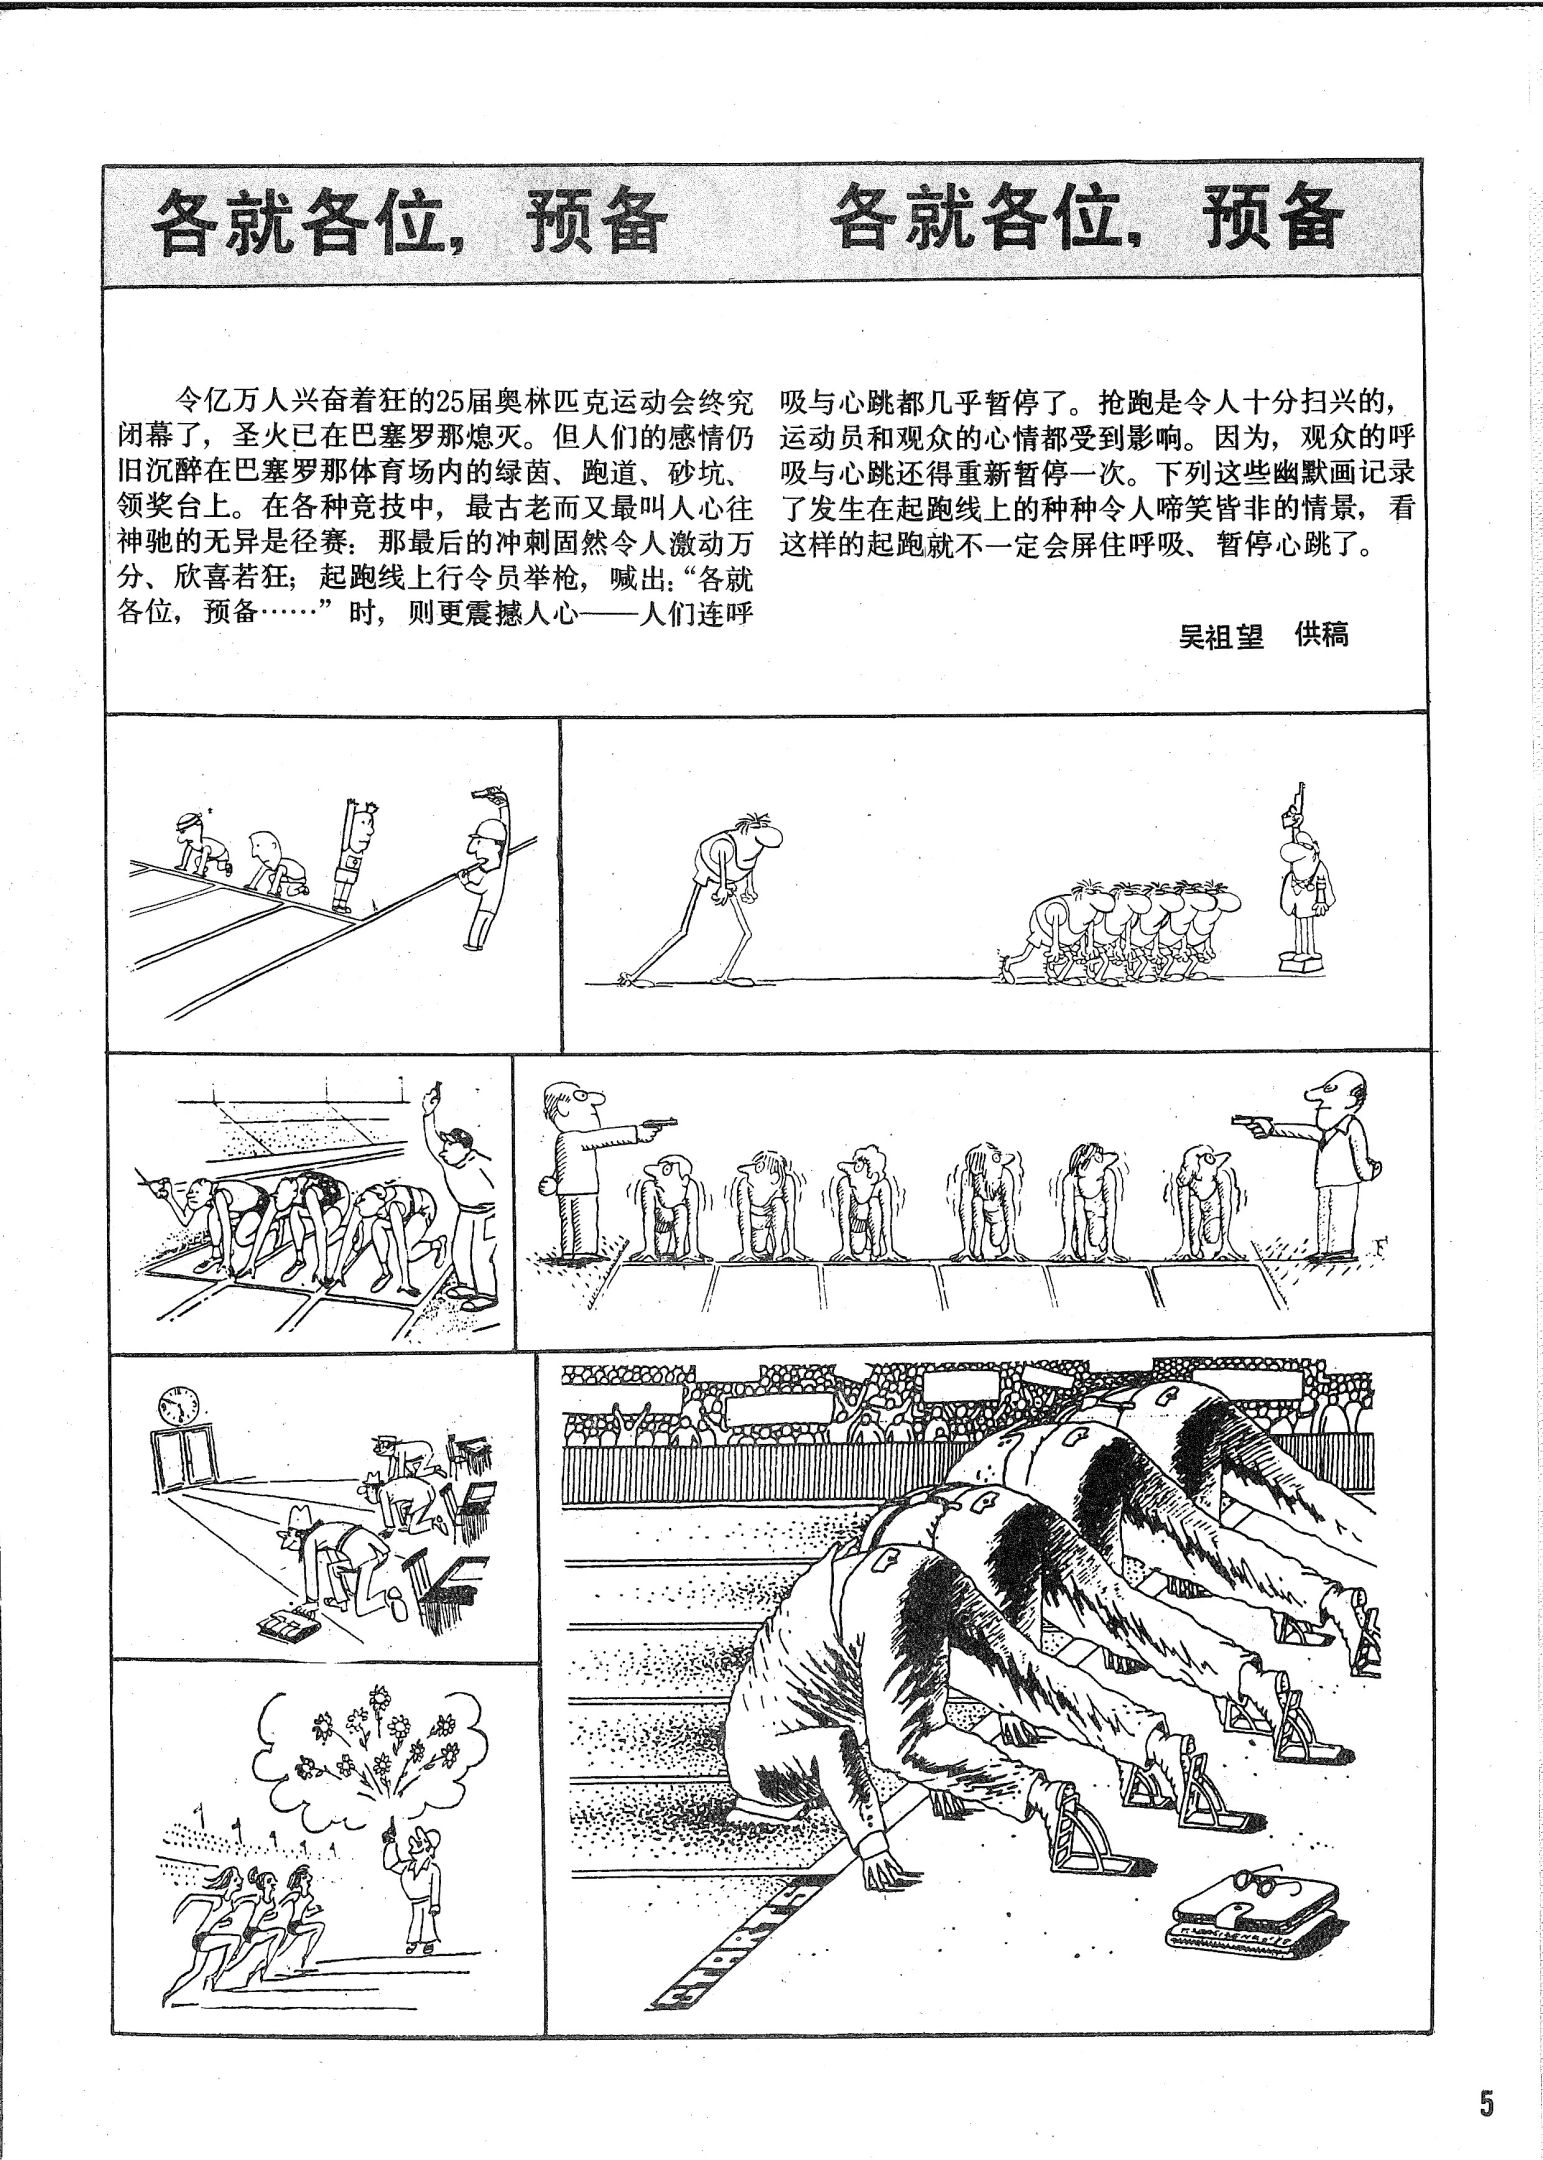 各就各位，预备　各就各位，预备
令亿万人兴奋着狂的25届奥林匹克运动会终究
闭幕了，圣火已在巴塞罗那熄灭。但人们的感情仍
旧沉醉在巴塞罗那体育场内的绿茵、跑道、砂坑、
领奖台上。在各种竞技中，最古老而又最叫人心往
神驰的无异是径赛：那最后的冲刺固然令人激动万
分、欣喜若狂；起跑线上行令员举枪，喊出：“各就
各位，预备……”时，则更震撼人心——人们连呼
吸与心跳都几乎暂停了。抢跑是令人十分扫兴的，
运动员和观众的心情都受到影响。因为，观众的呼
吸与心跳还得重新暂停一次。下列这些幽默画记录
了发生在起跑线上的种种令人啼笑皆非的情景，看
这样的起跑就不一定会屏住呼吸、暂停心跳了。
吴祖望　供稿
5